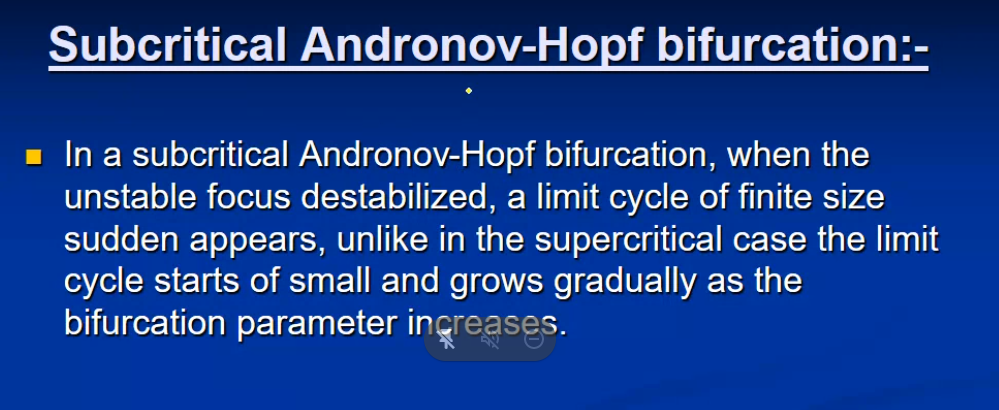 Subcritical Andronov-Hopf bifurcation:-
In a subcritical Andronov-Hopf bifurcation, when the
unstable focus destabilized, a limit cycle of finite size
sudden appears, unlike in the supercritical case the limit
cycle starts of small and grows gradually as the
bifurcation parameter increases.